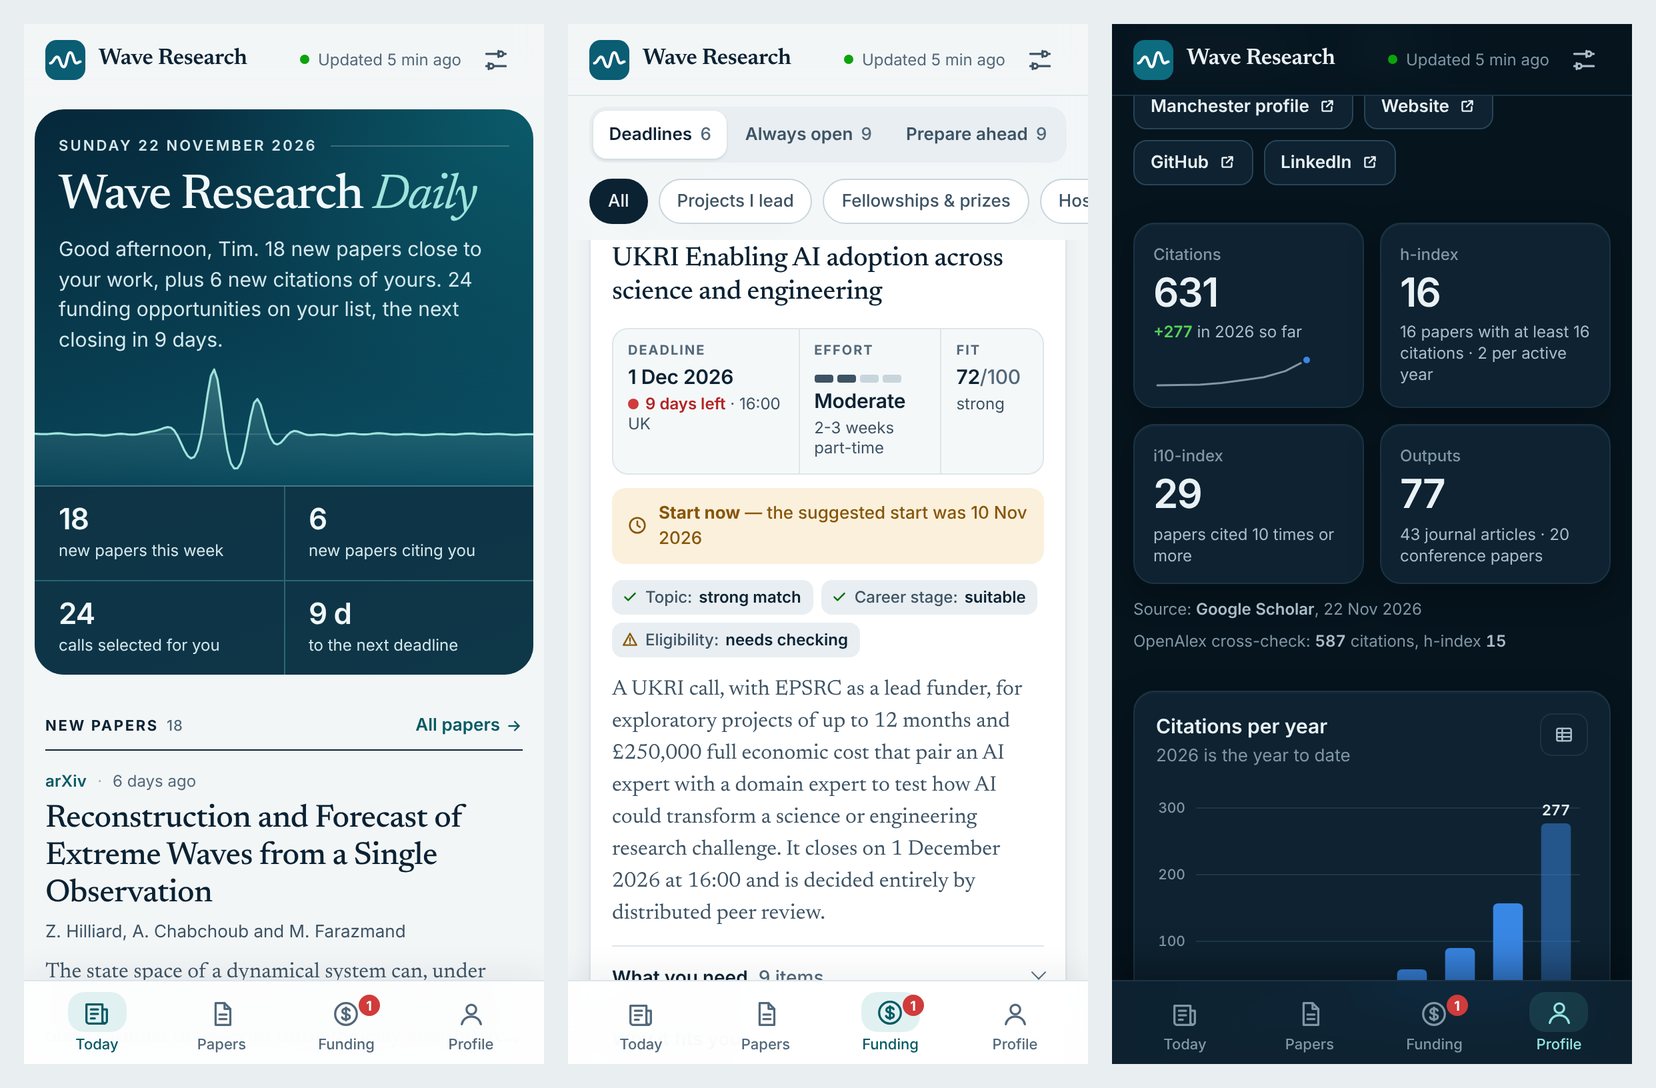 Wave Research
Updated 5 min ago
SUNDAY 22 NOVEMBER 2026
Wave Research Daily
Good afternoon, Tim. 18 new papers close to
your work, plus 6 new citations of yours. 24
funding opportunities on your list, the next
closing in 9 days.
18
new papers this week
6
new papers citing you
24
calls selected for you
9 d
to the next deadline
NEW PAPERS 18
All papers →
arXiv · 6 days ago
Reconstruction and Forecast of
Extreme Waves from a Single
Observation
Z. Hilliard, A. Chabchoub and M. Farazmand
The state space of a dynamical system can, under
Today
Papers
Funding
1
Profile
Wave Research
Updated 5 min ago
Deadlines 6
Always open 9
Prepare ahead 9
All
Projects I lead
Fellowships & prizes
Hos
UKRI Enabling AI adoption across
science and engineering
DEADLINE
1 Dec 2026
9 days left · 16:00
UK
EFFORT
Moderate
2-3 weeks
part-time
FIT
72/100
strong
Start now — the suggested start was 10 Nov
2026
Topic: strong match
Career stage: suitable
Eligibility: needs checking
A UKRI call, with EPSRC as a lead funder, for
exploratory projects of up to 12 months and
£250,000 full economic cost that pair an AI
expert with a domain expert to test how AI
could transform a science or engineering
research challenge. It closes on 1 December
2026 at 16:00 and is decided entirely by
distributed peer review.
What you need 9 items
Today
Papers
Funding
1
Profile
Wave Research
Updated 5 min ago
Manchester profile
Website
GitHub
LinkedIn
Citations
631
+277 in 2026 so far
h-index
16
16 papers with at least 16
citations · 2 per active
year
i10-index
29
papers cited 10 times or
more
Outputs
77
43 journal articles · 20
conference papers
Source: Google Scholar, 22 Nov 2026
OpenAlex cross-check: 587 citations, h-index 15
Citations per year
2026 is the year to date
300
277
200
100
Today
Papers
Funding
1
Profile